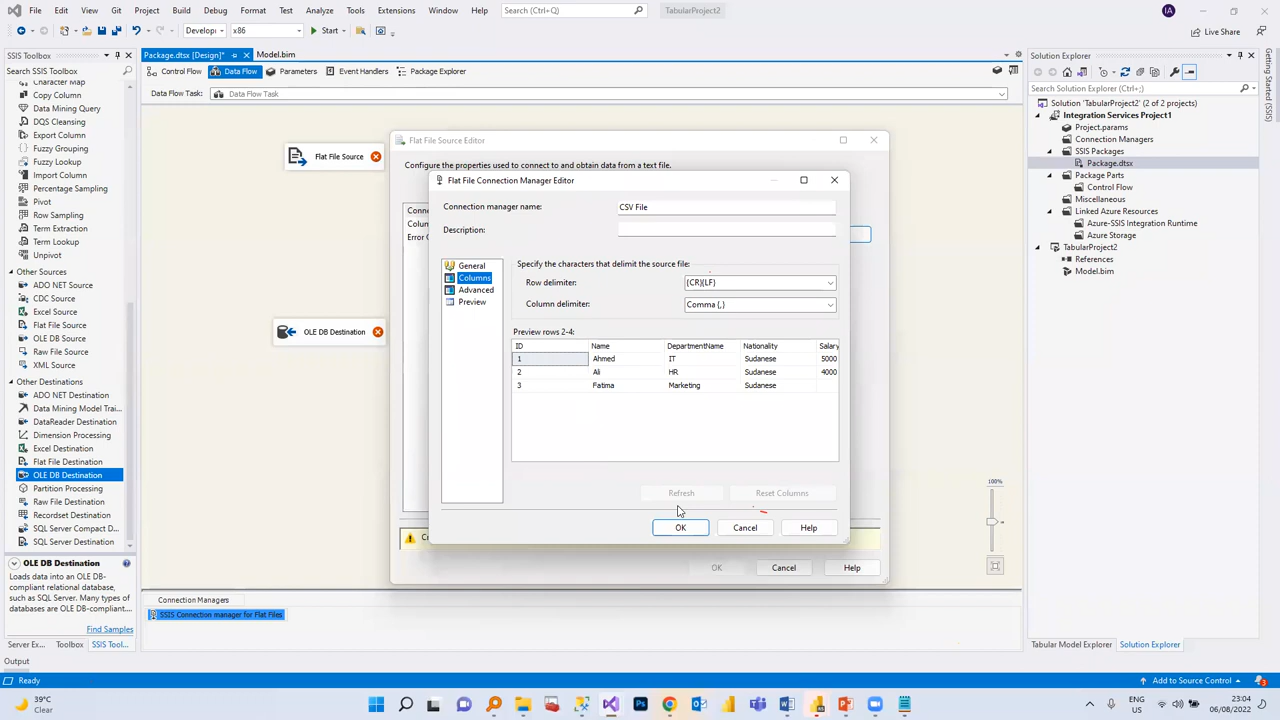 File Edit View Git Project Build Debug Format Test Analyze Tools Extensions Window Help Search (Ctrl+Q) TabularProject2 IA
Develop x86 Start Live Share
SSIS Toolbox
Search SSIS Toolbox
Character Map
Copy Column
Data Mining Query
DQS Cleansing
Export Column
Fuzzy Grouping
Fuzzy Lookup
Import Column
Percentage Sampling
Pivot
Row Sampling
Term Extraction
Term Lookup
Unpivot
Other Sources
ADO NET Source
CDC Source
Excel Source
Flat File Source
OLE DB Source
Raw File Source
XML Source
Other Destinations
ADO NET Destination
Data Mining Model Trai...
DataReader Destination
Dimension Processing
Excel Destination
Flat File Destination
OLE DB Destination
Partition Processing
Raw File Destination
Recordset Destination
SQL Server Compact D...
SQL Server Destination
OLE DB Destination
Loads data into an OLE DB-
compliant relational database,
such as SQL Server. Many types of
databases are OLE DB-compliant.
Find Samples
Server Ex... Toolbox SSIS Tool...
Output
Ready
Package.dtsx [Design]* Model.bim
Control Flow Data Flow Parameters Event Handlers Package Explorer
Data Flow Task: Data Flow Task
Flat File Source
OLE DB Destination
Flat File Source Editor
Configure the properties used to connect to and obtain data from a text file.
Conne
Colum
Error O
Flat File Connection Manager Editor
Connection manager name: CSV File
Description:
General
Columns
Advanced
Preview
Specify the characters that delimit the source file:
Row delimiter: {CR}{LF}
Column delimiter: Comma {,}
Preview rows 2-4:
ID Name DepartmentName Nationality Salary
1 Ahmed IT Sudanese 5000
2 Ali HR Sudanese 4000
3 Fatima Marketing Sudanese
Refresh Reset Columns
OK Cancel Help
OK Cancel Help
100%
Connection Managers
SSIS Connection manager for Flat Files
Solution Explorer
Search Solution Explorer (Ctrl+;)
Solution 'TabularProject2' (2 of 2 projects)
Integration Services Project1
Project.params
Connection Managers
SSIS Packages
Package.dtsx
Package Parts
Control Flow
Miscellaneous
Linked Azure Resources
Azure-SSIS Integration Runtime
Azure Storage
TabularProject2
References
Model.bim
Tabular Model Explorer Solution Explorer
Getting Started (SSIS)
Add to Source Control 3
39°C
Clear
ENG
US
23:04
06/08/2022